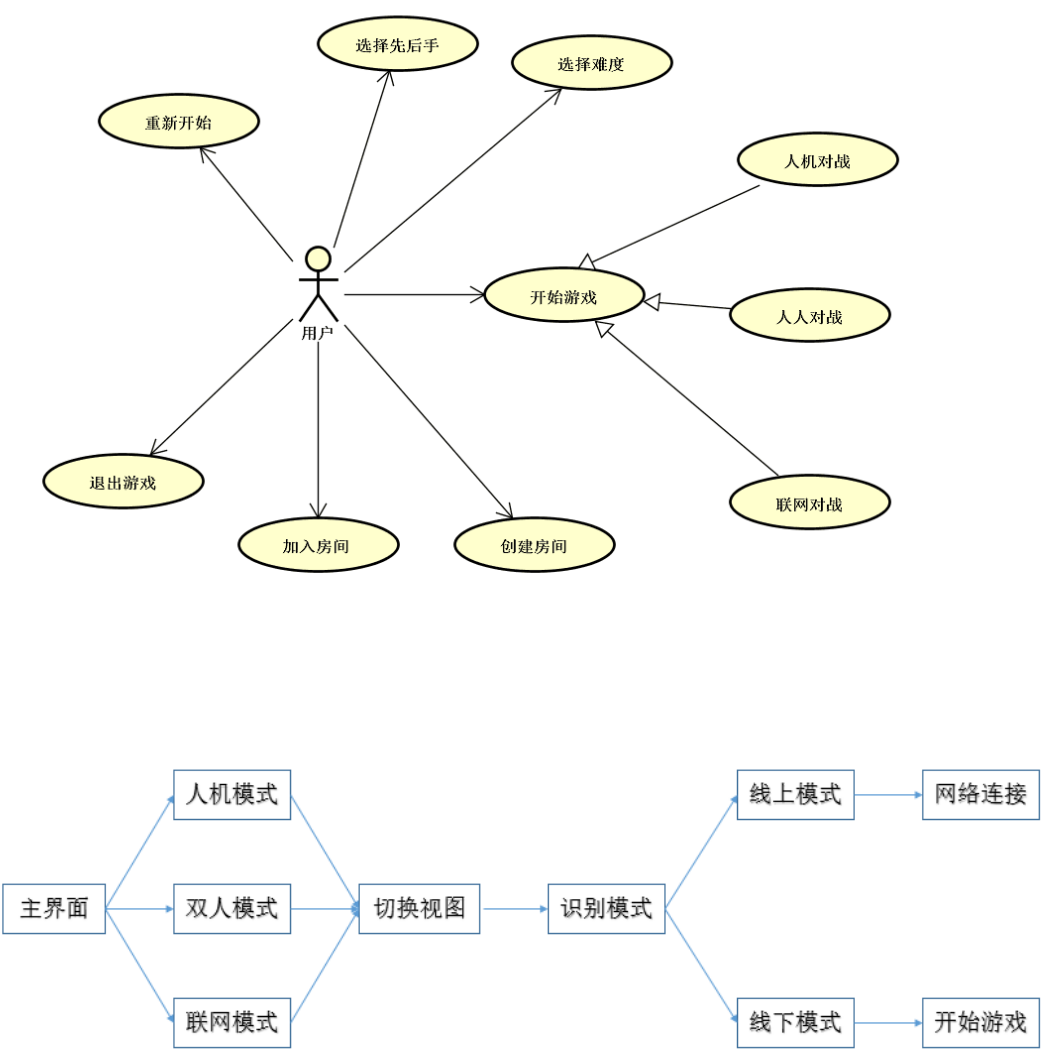 选择先后手
选择难度
重新开始
人机对战
开始游戏
人人对战
用户
退出游戏
联网对战
加入房间
创建房间
人机模式
线上模式
网络连接
主界面
双人模式
切换视图
识别模式
联网模式
线下模式
开始游戏